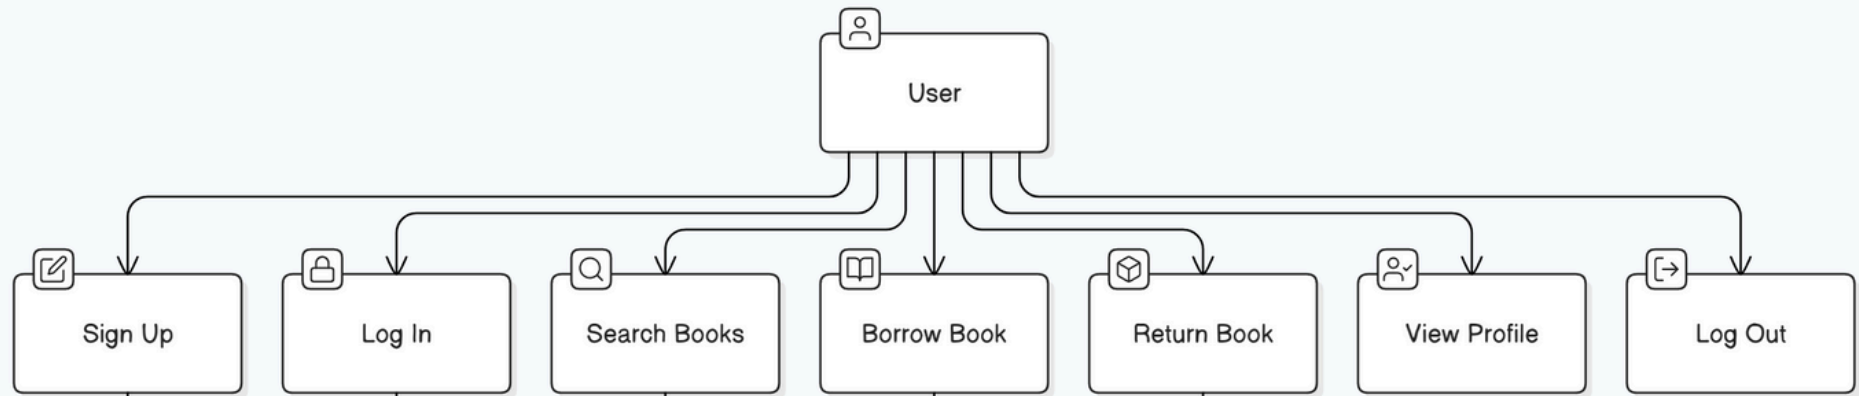 User
Sign Up
Log In
Search Books
Borrow Book
Return Book
View Profile
Log Out